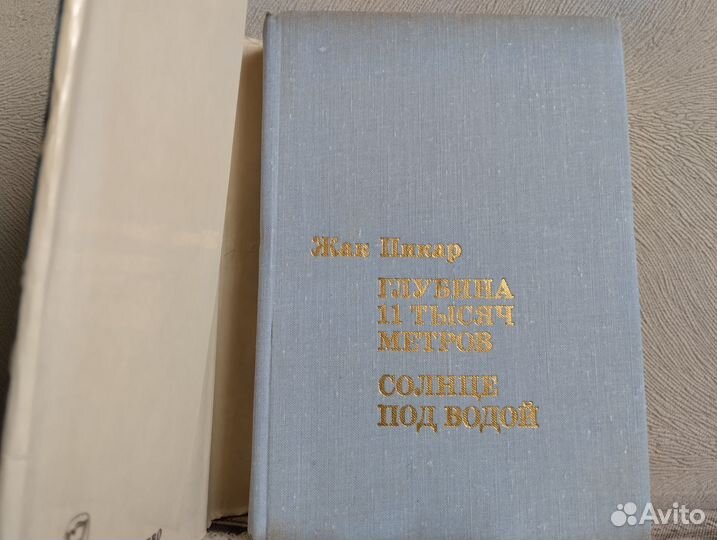 Жак Пикар
ГЛУБИНА
11 ТЫСЯЧ
МЕТРОВ
СОЛНЦЕ
ПОД ВОДОЙ
Avito